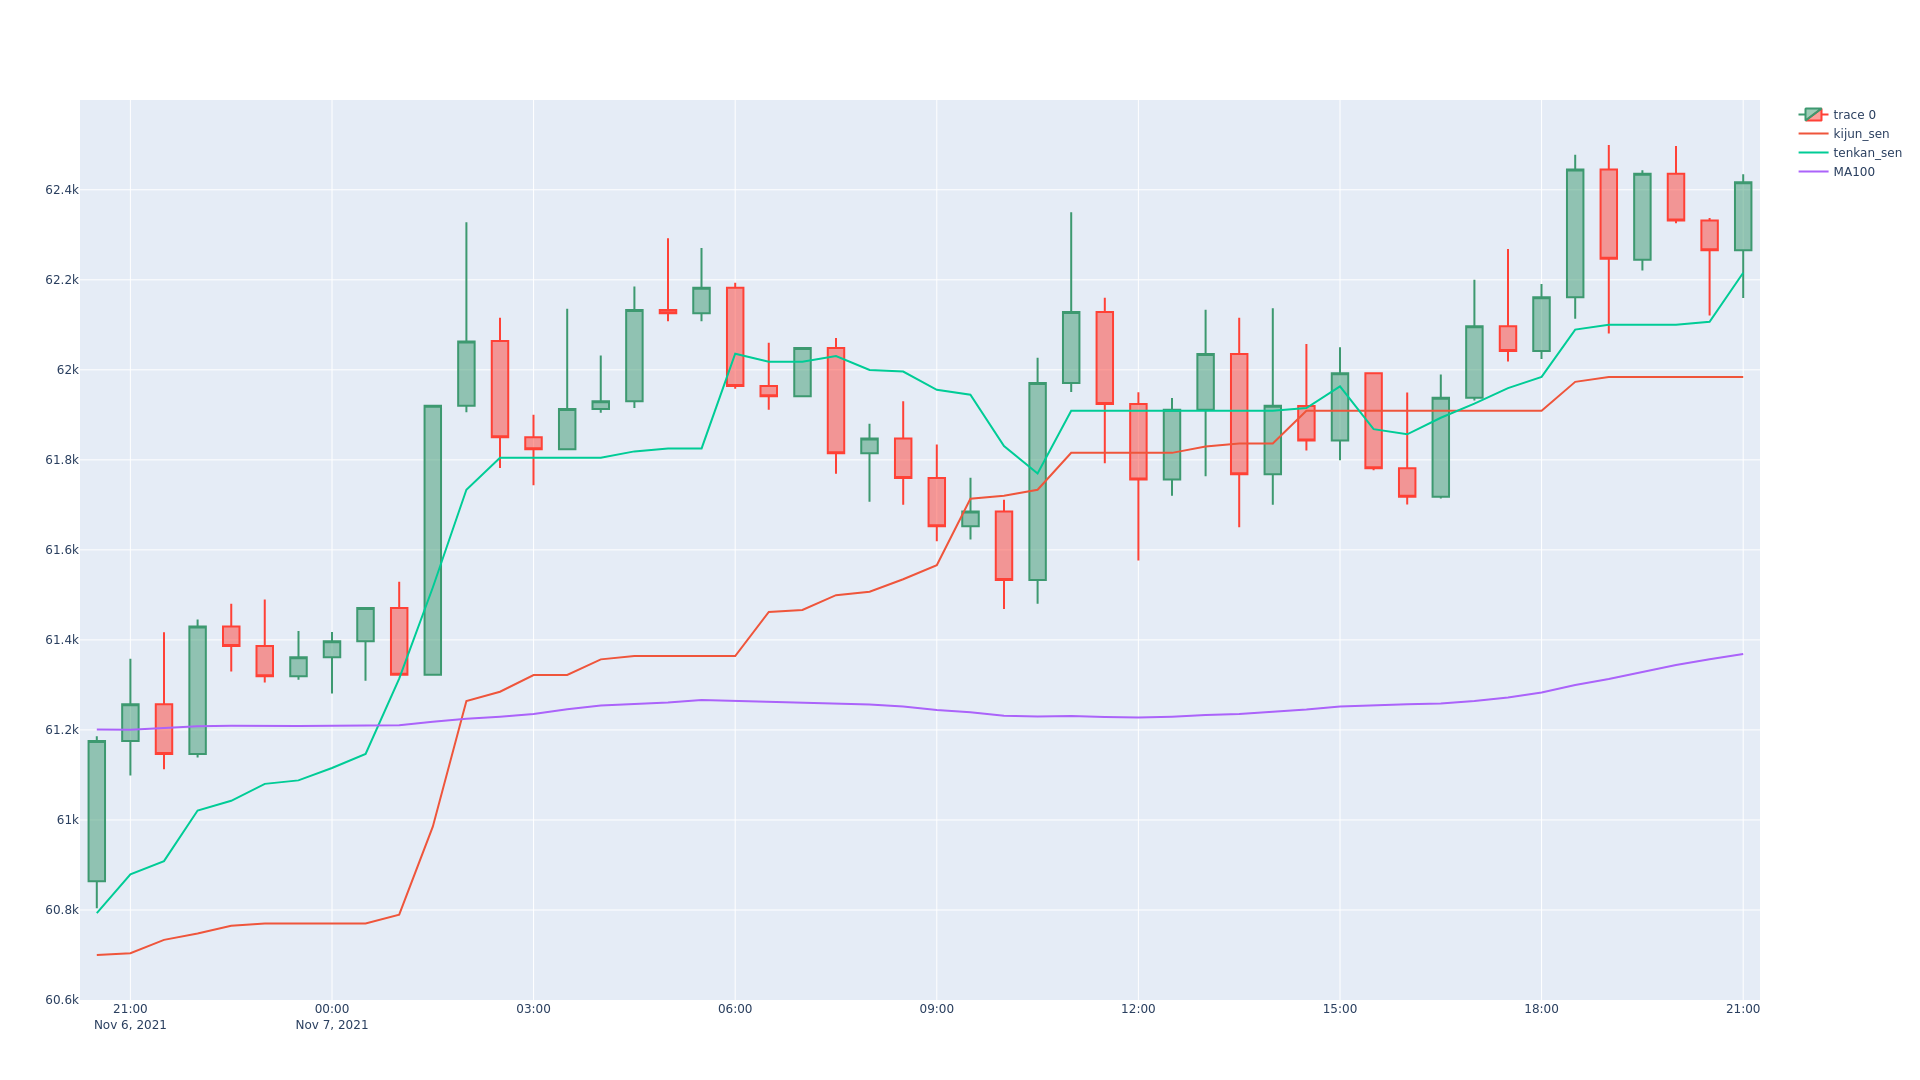 trace 0
kijun_sen
tenkan_sen
MA100
62.4k
62.2k
62k
61.8k
61.6k
61.4k
61.2k
61k
60.8k
60.6k
21:00 00:00 03:00 06:00 09:00 12:00 15:00 18:00 21:00
Nov 6, 2021 Nov 7, 2021